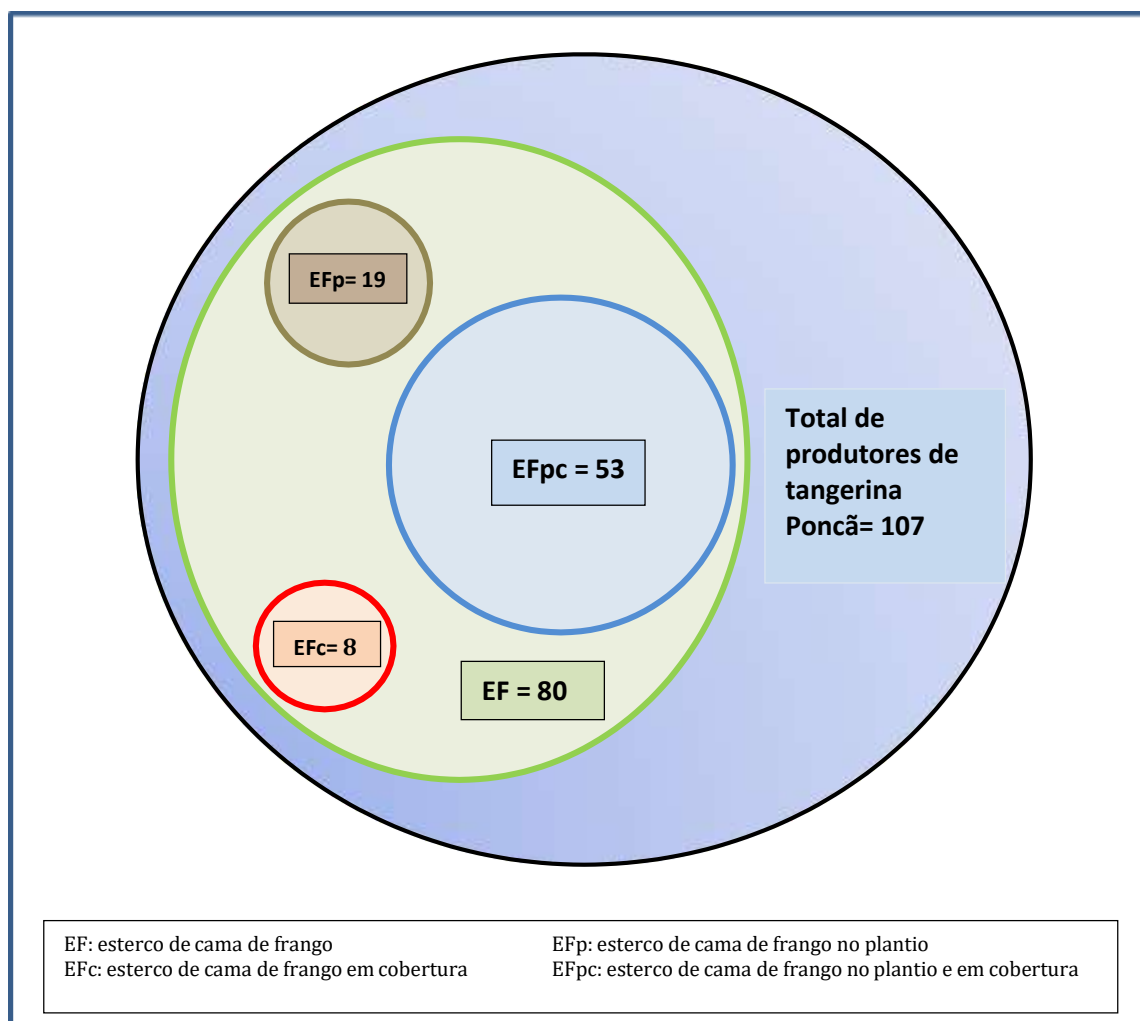 EFp= 19
EFpc = 53
Total de
produtores de
tangerina
Poncã= 107
EFc= 8
EF = 80
EF: esterco de cama de frango
EFp: esterco de cama de frango no plantio
EFc: esterco de cama de frango em cobertura
EFpc: esterco de cama de frango no plantio e em cobertura